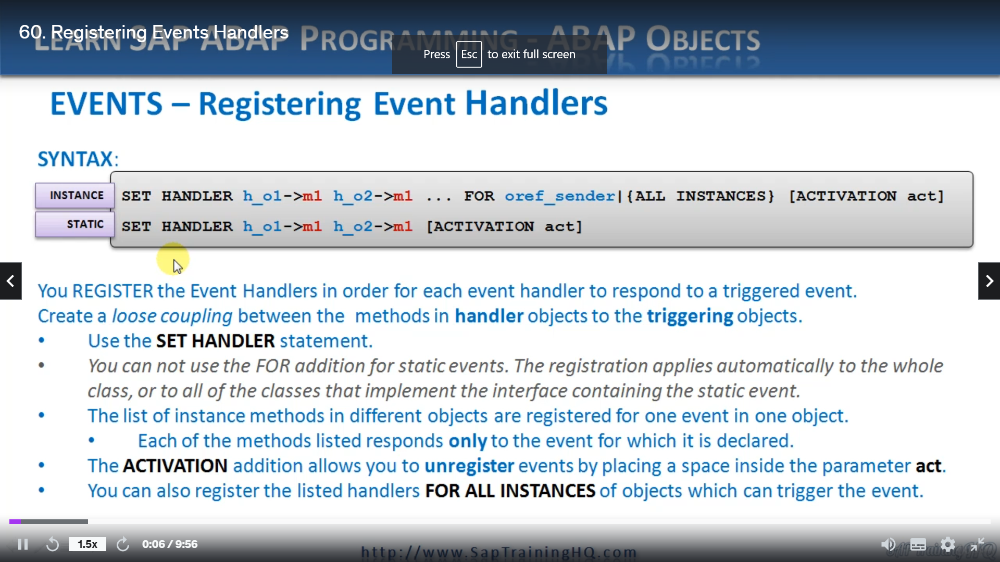 60. Registering Events Handlers
LEARN SAP ABAP PROGRAMMING - ABAP OBJECTS
Press Esc to exit full screen
EVENTS – Registering Event Handlers
SYNTAX:
INSTANCE SET HANDLER h_o1->m1 h_o2->m1 ... FOR oref_sender|{ALL INSTANCES} [ACTIVATION act]
STATIC SET HANDLER h_o1->m1 h_o2->m1 [ACTIVATION act]
You REGISTER the Event Handlers in order for each event handler to respond to a triggered event.
Create a loose coupling between the methods in handler objects to the triggering objects.
• Use the SET HANDLER statement.
• You can not use the FOR addition for static events. The registration applies automatically to the whole
class, or to all of the classes that implement the interface containing the static event.
• The list of instance methods in different objects are registered for one event in one object.
• Each of the methods listed responds only to the event for which it is declared.
• The ACTIVATION addition allows you to unregister events by placing a space inside the parameter act.
• You can also register the listed handlers FOR ALL INSTANCES of objects which can trigger the event.
1.5x 0:06 / 9:56
http://www.SapTrainingHQ.com